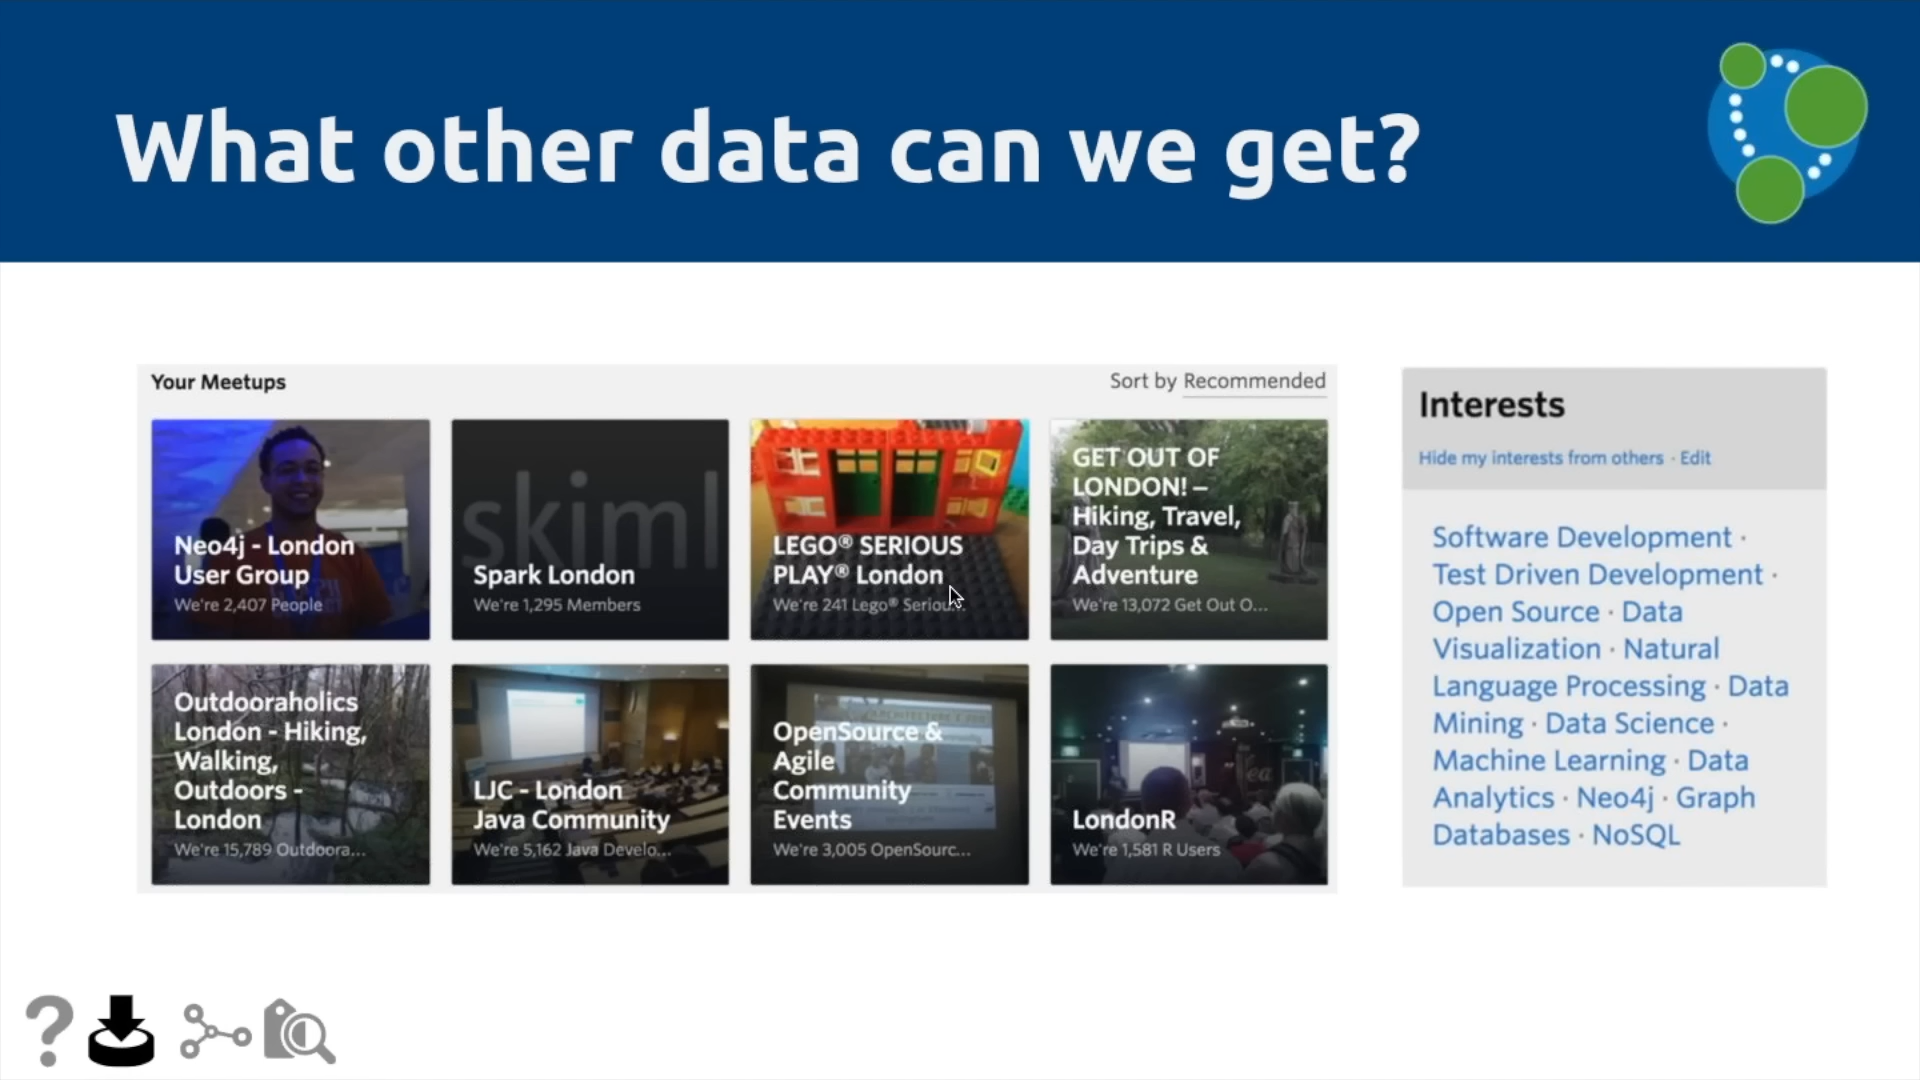 What other data can we get?
Your Meetups
Sort by Recommended
Neo4j - London
User Group
We're 2,407 People
skiml
Spark London
We're 1,295 Members
LEGO® SERIOUS
PLAY® London
We're 241 Lego® Seriou...
GET OUT OF
LONDON! –
Hiking, Travel,
Day Trips &
Adventure
We're 13,072 Get Out O...
Outdooraholics
London - Hiking,
Walking,
Outdoors -
London
We're 15,789 Outdoora...
LJC - London
Java Community
We're 5,162 Java Develo...
OpenSource &
Agile
Community
Events
We're 3,005 OpenSourc...
LondonR
We're 1,581 R Users
Interests
Hide my interests from others · Edit
Software Development ·
Test Driven Development ·
Open Source · Data
Visualization · Natural
Language Processing · Data
Mining · Data Science ·
Machine Learning · Data
Analytics · Neo4j · Graph
Databases · NoSQL